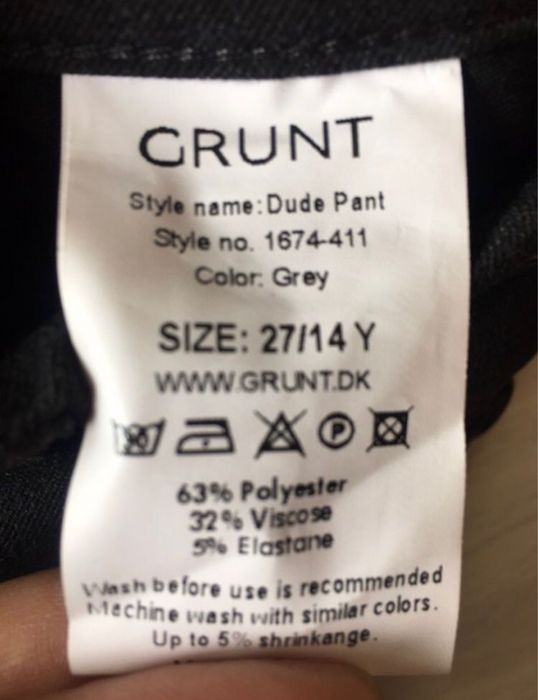 GRUNT
Style name: Dude Pant
Style no. 1674-411
Color: Grey
SIZE: 27/14 Y
WWW.GRUNT.DK
P
63% Polyester
32% Viscose
5% Elastane
Wash before use is recommended
Machine wash with similar colors.
Up to 5% shrinkange.